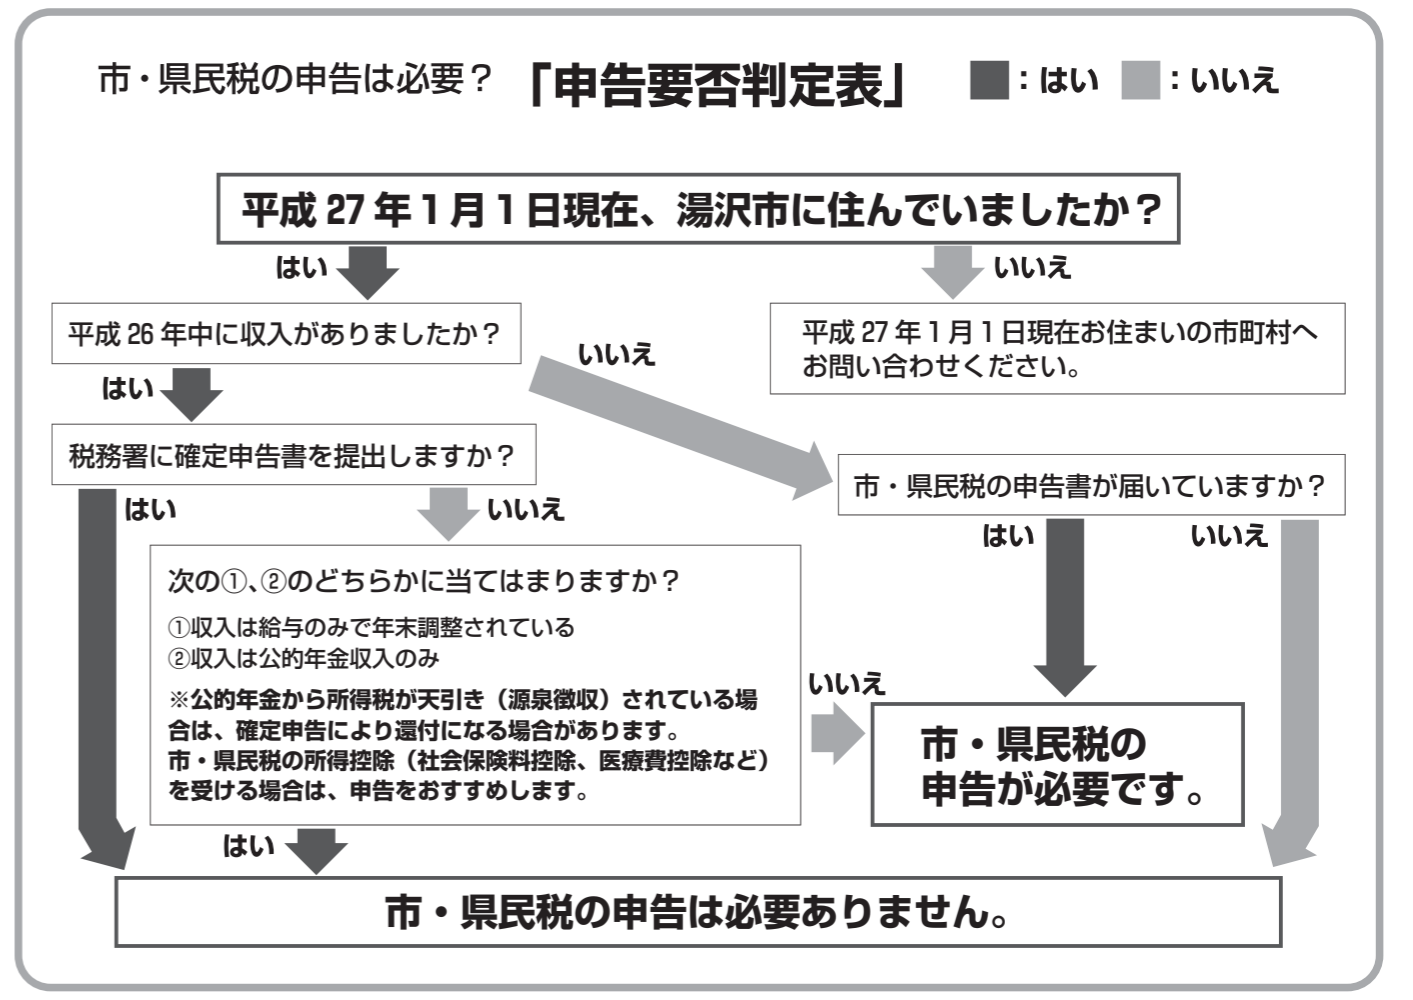 市・県民税の申告は必要？ 「申告要否判定表」 ：はい ：いいえ
平成 27 年１月１日現在、湯沢市に住んでいましたか？
はい
いいえ
平成 26 年中に収入がありましたか？
平成 27 年１月１日現在お住まいの市町村へ
お問い合わせください。
いいえ
はい
税務署に確定申告書を提出しますか？
市・県民税の申告書が届いていますか？
はい
いいえ
はい
いいえ
次の①、②のどちらかに当てはまりますか？
①収入は給与のみで年末調整されている
②収入は公的年金収入のみ
※公的年金から所得税が天引き（源泉徴収）されている場
合は、確定申告により還付になる場合があります。
市・県民税の所得控除（社会保険料控除、医療費控除など）
を受ける場合は、申告をおすすめします。
いいえ
市・県民税の
申告が必要です。
はい
市・県民税の申告は必要ありません。